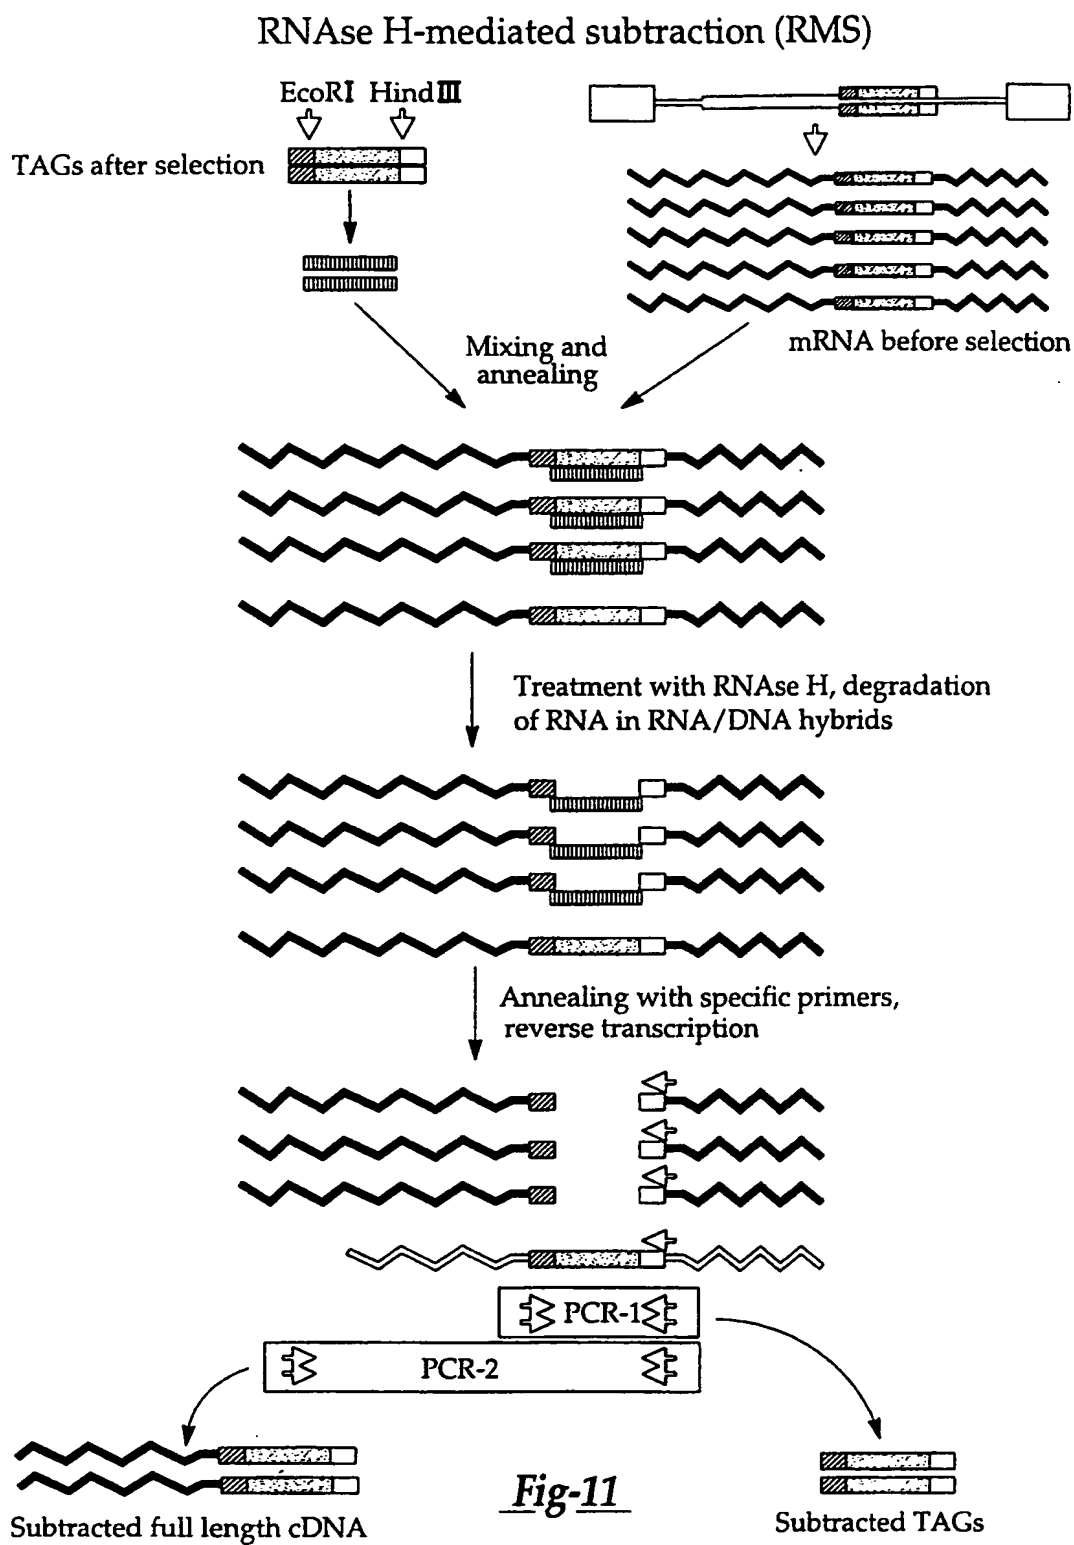 RNAse H-mediated subtraction (RMS)
EcoRI HindIII
TAGs after selection
mRNA before selection
Mixing and
annealing
Treatment with RNAse H, degradation
of RNA in RNA/DNA hybrids
Annealing with specific primers,
reverse transcription
PCR-1
PCR-2
Subtracted full length cDNA
Fig-11
Subtracted TAGs